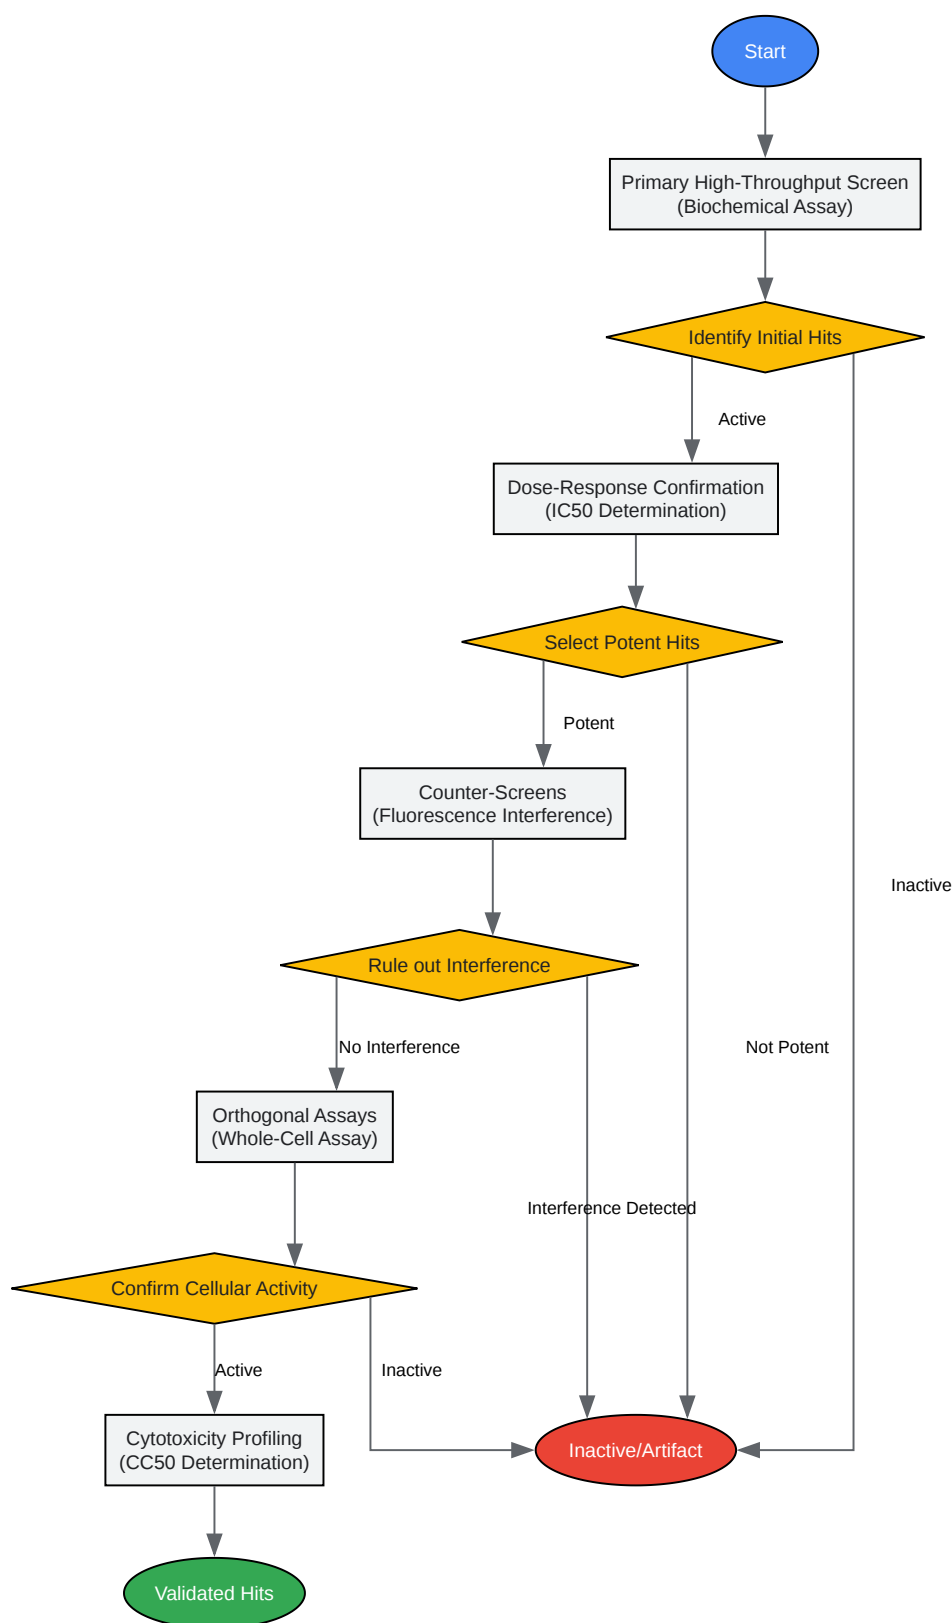 Start
Primary High-Throughput Screen
(Biochemical Assay)
Identify Initial Hits
Active
Dose-Response Confirmation
(IC50 Determination)
Select Potent Hits
Potent
Counter-Screens
(Fluorescence Interference)
Inactive
Rule out Interference
No Interference
Not Potent
Orthogonal Assays
(Whole-Cell Assay)
Interference Detected
Confirm Cellular Activity
Active
Inactive
Cytotoxicity Profiling
(CC50 Determination)
Inactive/Artifact
Validated Hits